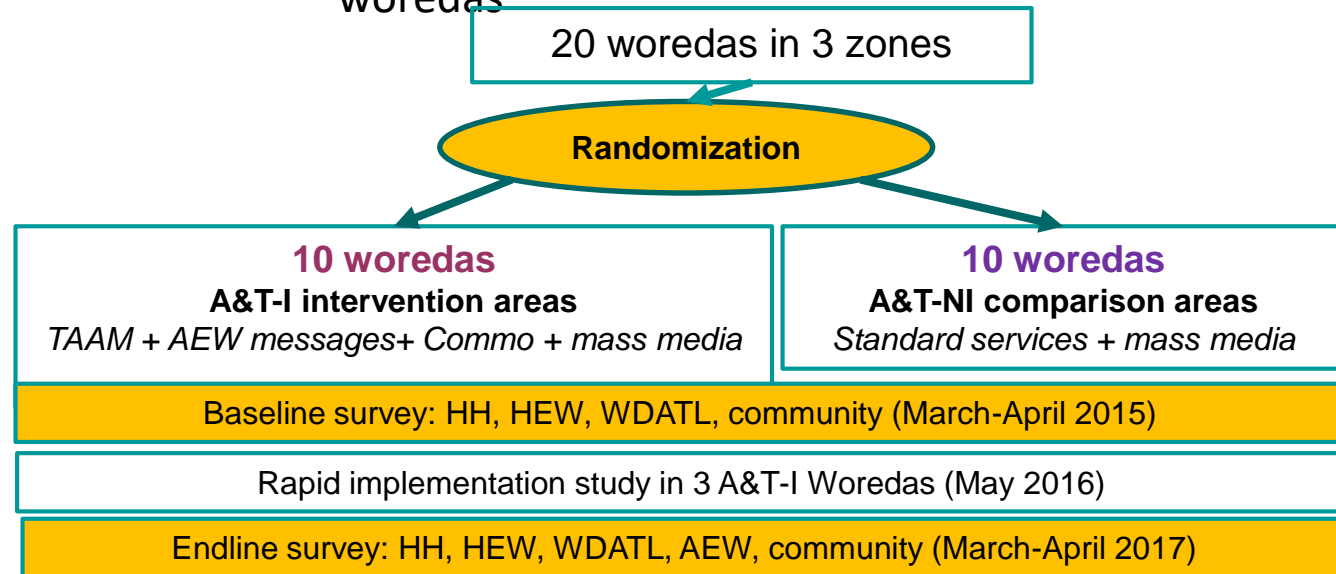 woredas
20 woredas in 3 zones
Randomization
10 woredas
A&T-I intervention areas
TAAM + AEW messages+ Commo + mass media
10 woredas
A&T-NI comparison areas
Standard services + mass media
Baseline survey: HH, HEW, WDATL, community (March-April 2015)
Rapid implementation study in 3 A&T-I Woredas (May 2016)
Endline survey: HH, HEW, WDATL, AEW, community (March-April 2017)